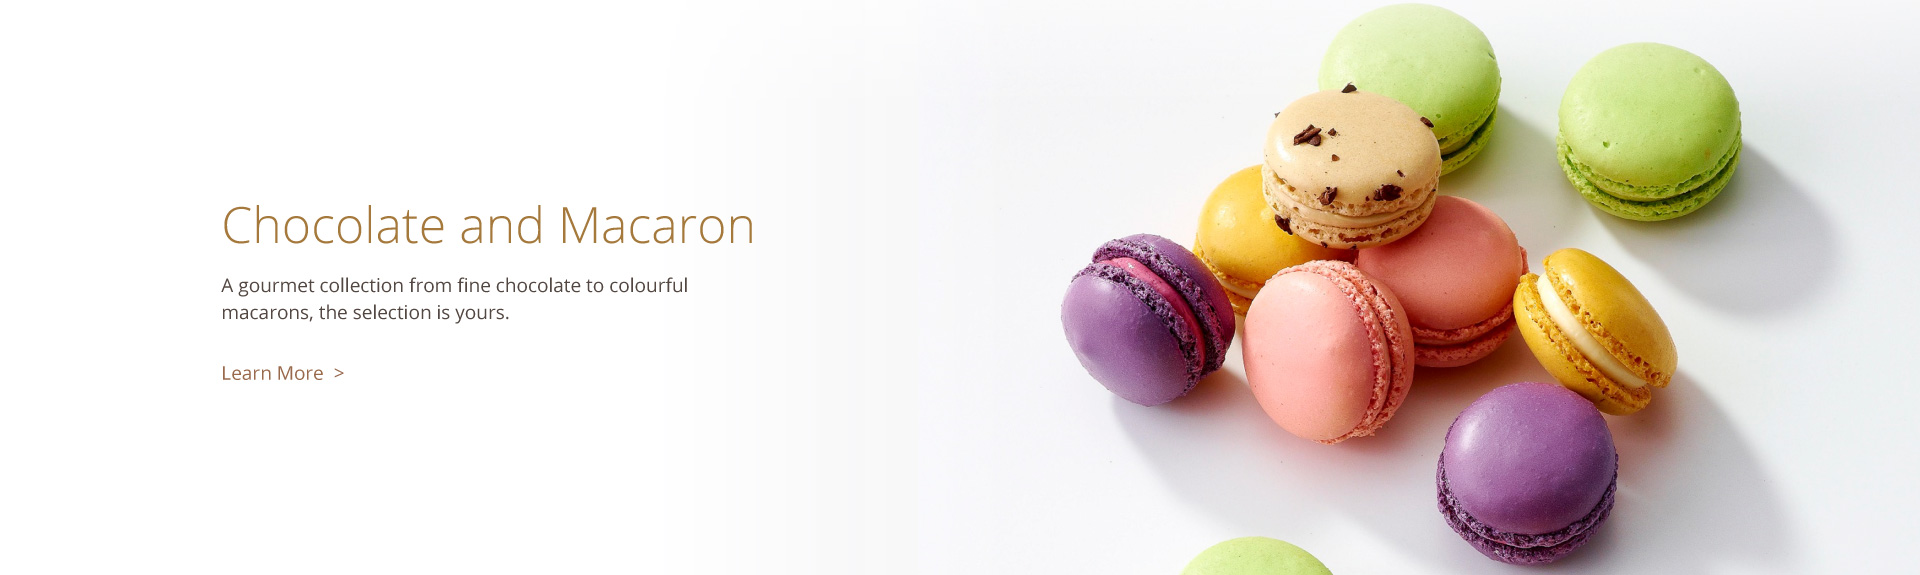 Chocolate and Macaron
A gourmet collection from fine chocolate to colourful
macarons, the selection is yours.
Learn More >